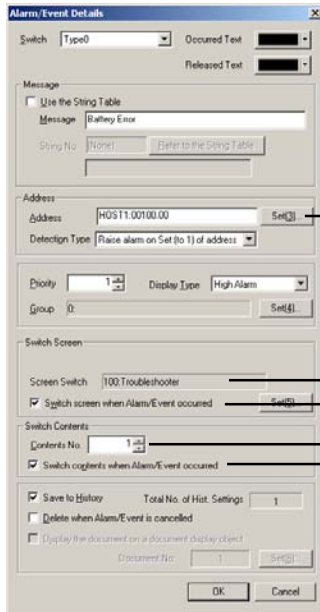 Alarm/Event Details
Switch Type0 Occurred Text
Released Text
Message
Use the String Table
Message Battery Error
String No. (None) Refer to the String Table
Address
Address HOST1:00100.00 Set(3)...
Detection Type Raise alarm on Set (to 1) of address
Priority 1 Display Type High Alarm
Group 0: Set(4)...
Switch Screen
Screen Switch 100:Troubleshooter
Switch screen when Alarm/Event occurred Set(5)...
Switch Contents
Contents No. 1
Switch contents when Alarm/Event occurred
Save to History Total No. of Hist. Settings 1
Delete when Alarm/Event is cancelled
Display the document on a document display object
Document No. 1
OK Cancel